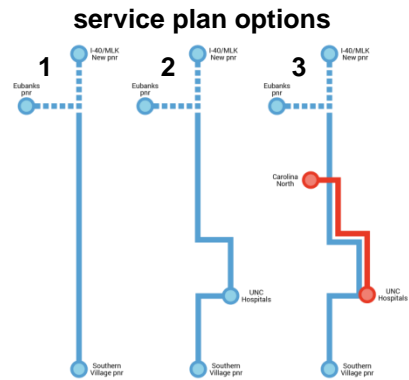 service plan options
1
I-40/MLK
New pnr
Eubanks
pnr
Southern
Village pnr
2
I-40/MLK
New pnr
Eubanks
pnr
UNC
Hospitals
Southern
Village pnr
3
I-40/MLK
New pnr
Eubanks
pnr
Carolina
North
UNC
Hospitals
Southern
Village pnr